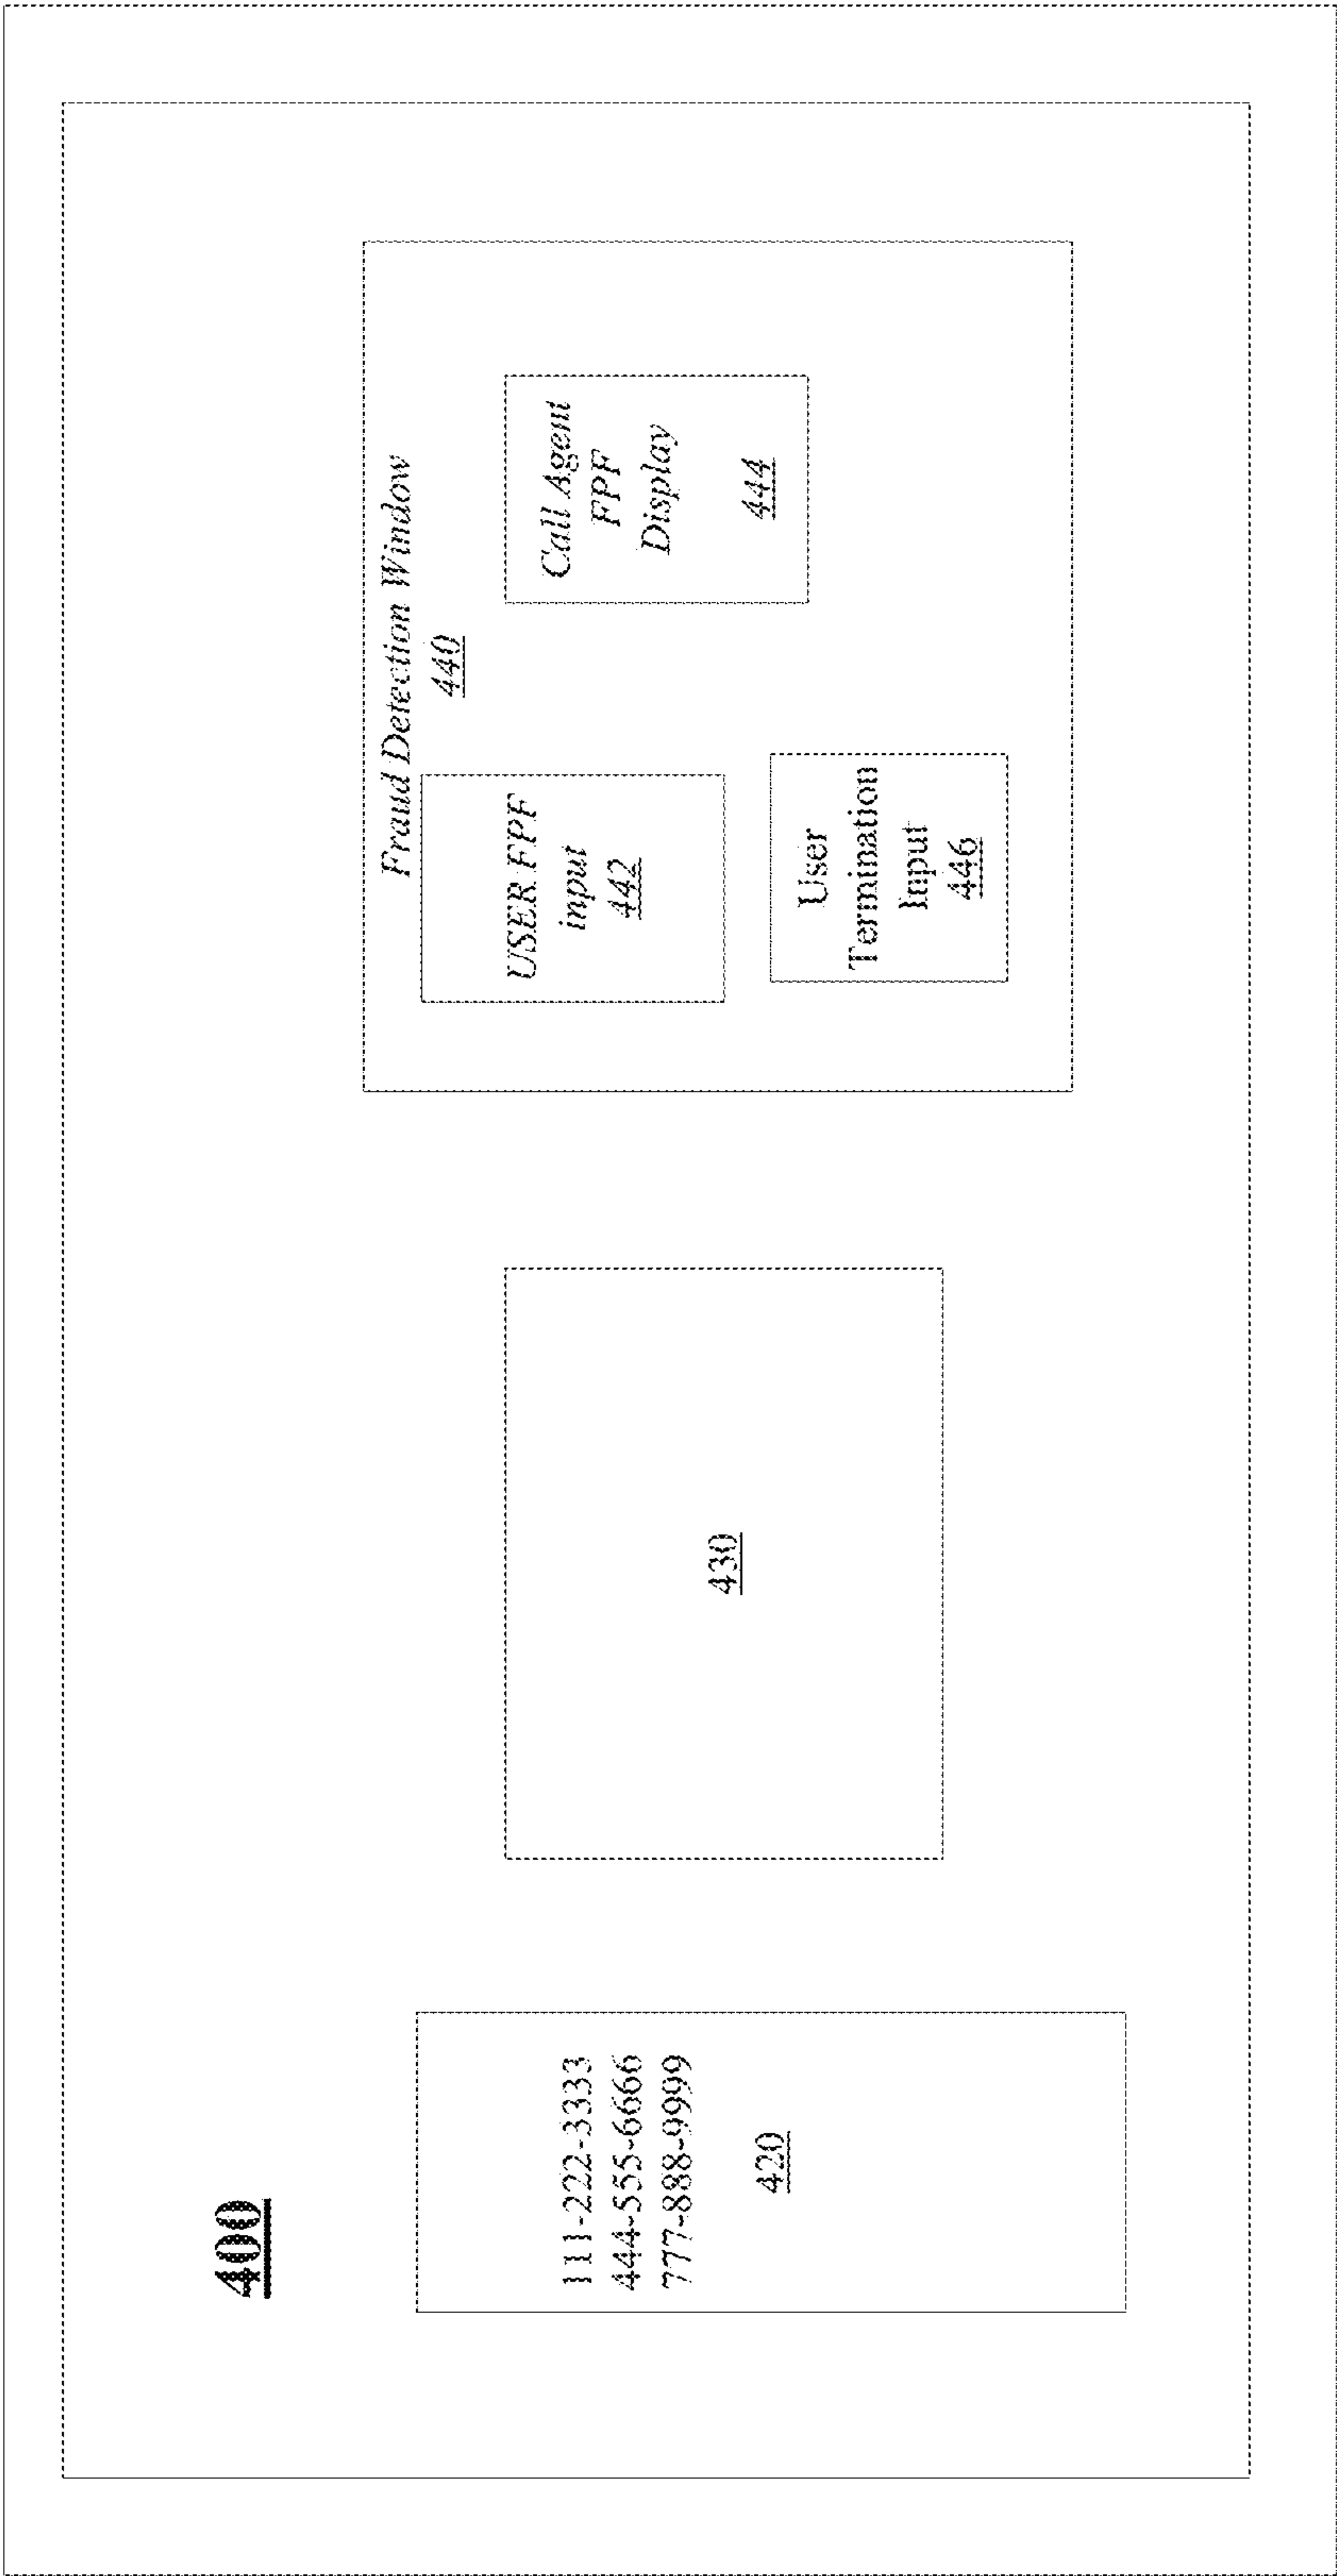 400
111-222-3333
444-555-6666
777-888-9999
420
430
Fraud Detection Window
440
USER FPF
input
442
Call Agent
FPF
Display
444
User
Termination
Input
446